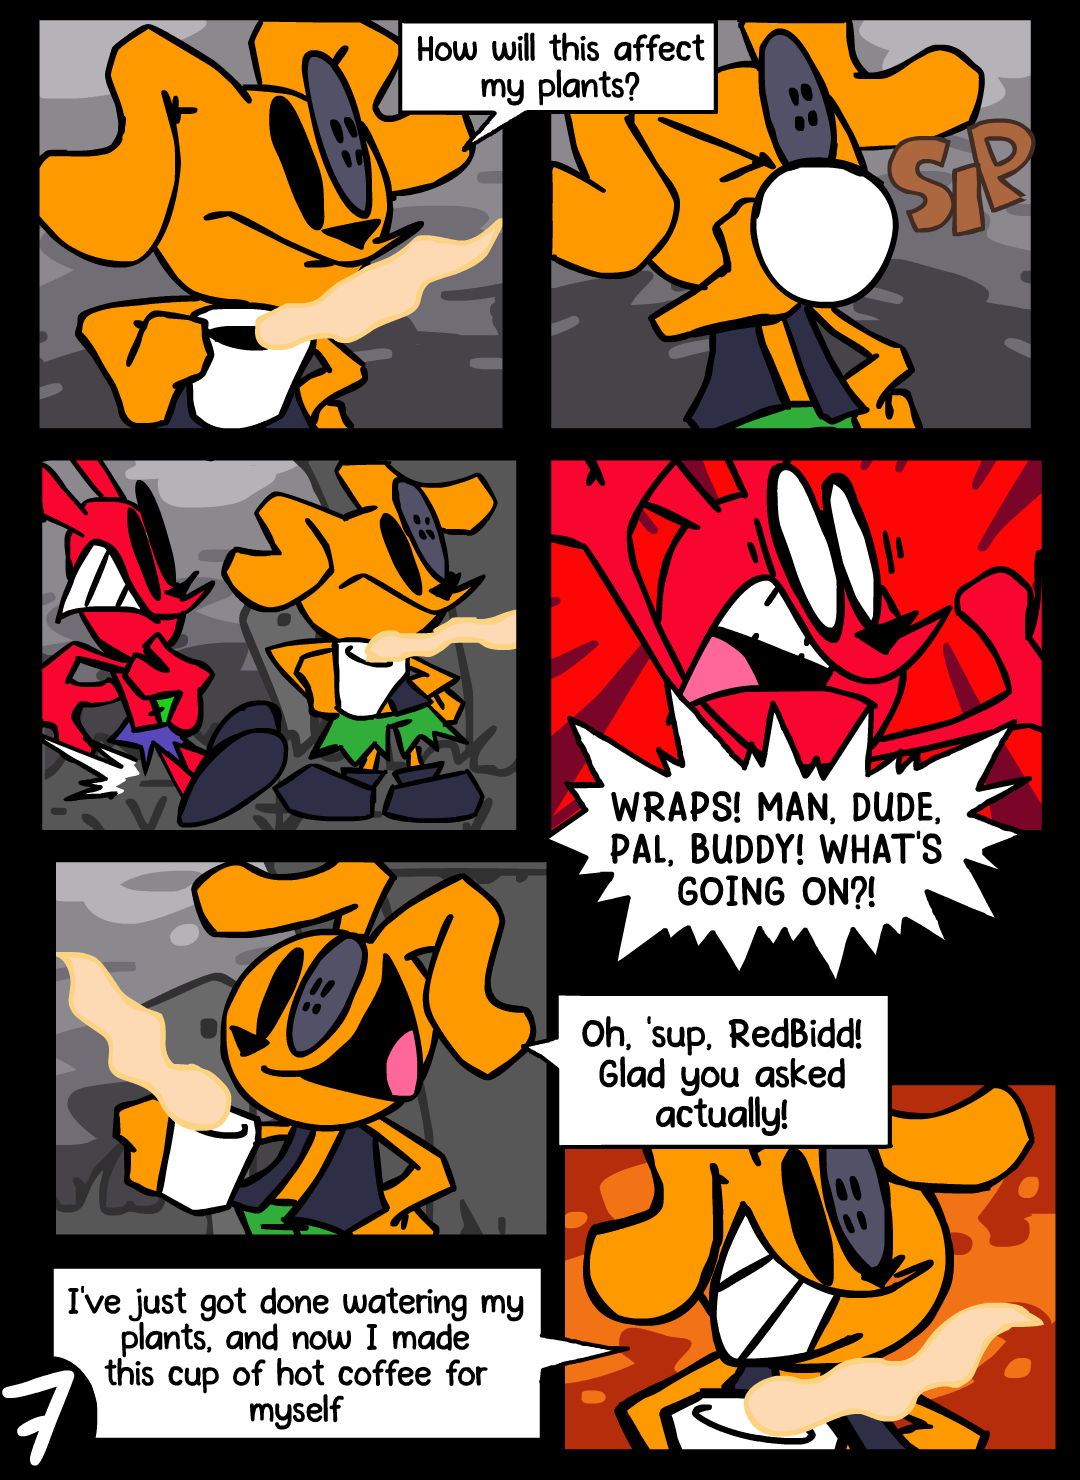 How will this affect
my plants?
SIP
WRAPS! MAN, DUDE,
PAL, BUDDY! WHAT'S
GOING ON?!
Oh, 'sup, RedBidd!
Glad you asked
actually!
I've just got done watering my
plants, and now I made
this cup of hot coffee for
myself
7